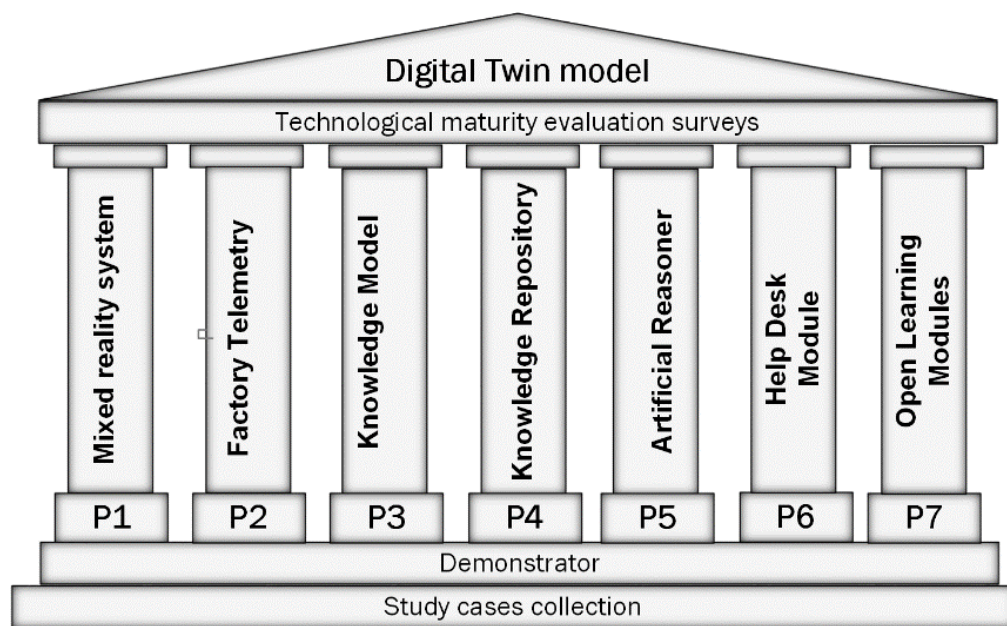 Digital Twin model
Technological maturity evaluation surveys
Mixed reality system
Factory Telemetry
Knowledge Model
Knowledge Repository
Artificial Reasoner
Help Desk
Module
Open Learning
Modules
P1 P2 P3 P4 P5 P6 P7
Demonstrator
Study cases collection